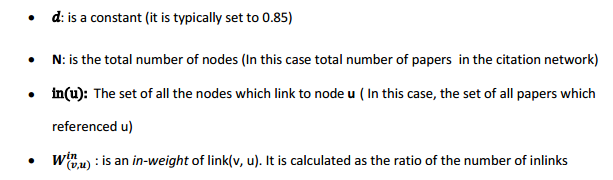 • d: is a constant (it is typically set to 0.85)
• N: is the total number of nodes (In this case total number of papers in the citation network)
• in(u): The set of all the nodes which link to node u ( In this case, the set of all papers which
referenced u)
• W^{in}_{(v,u)} : is an in-weight of link(v, u). It is calculated as the ratio of the number of inlinks